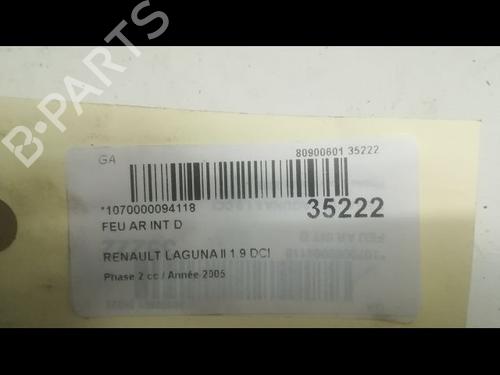 B-PARTS
GA
80900601 35222
*1070000094118
35222
FEU AR INT D
RENAULT LAGUNA II 1 9 DCI
Phase 2 cc / Année 2005